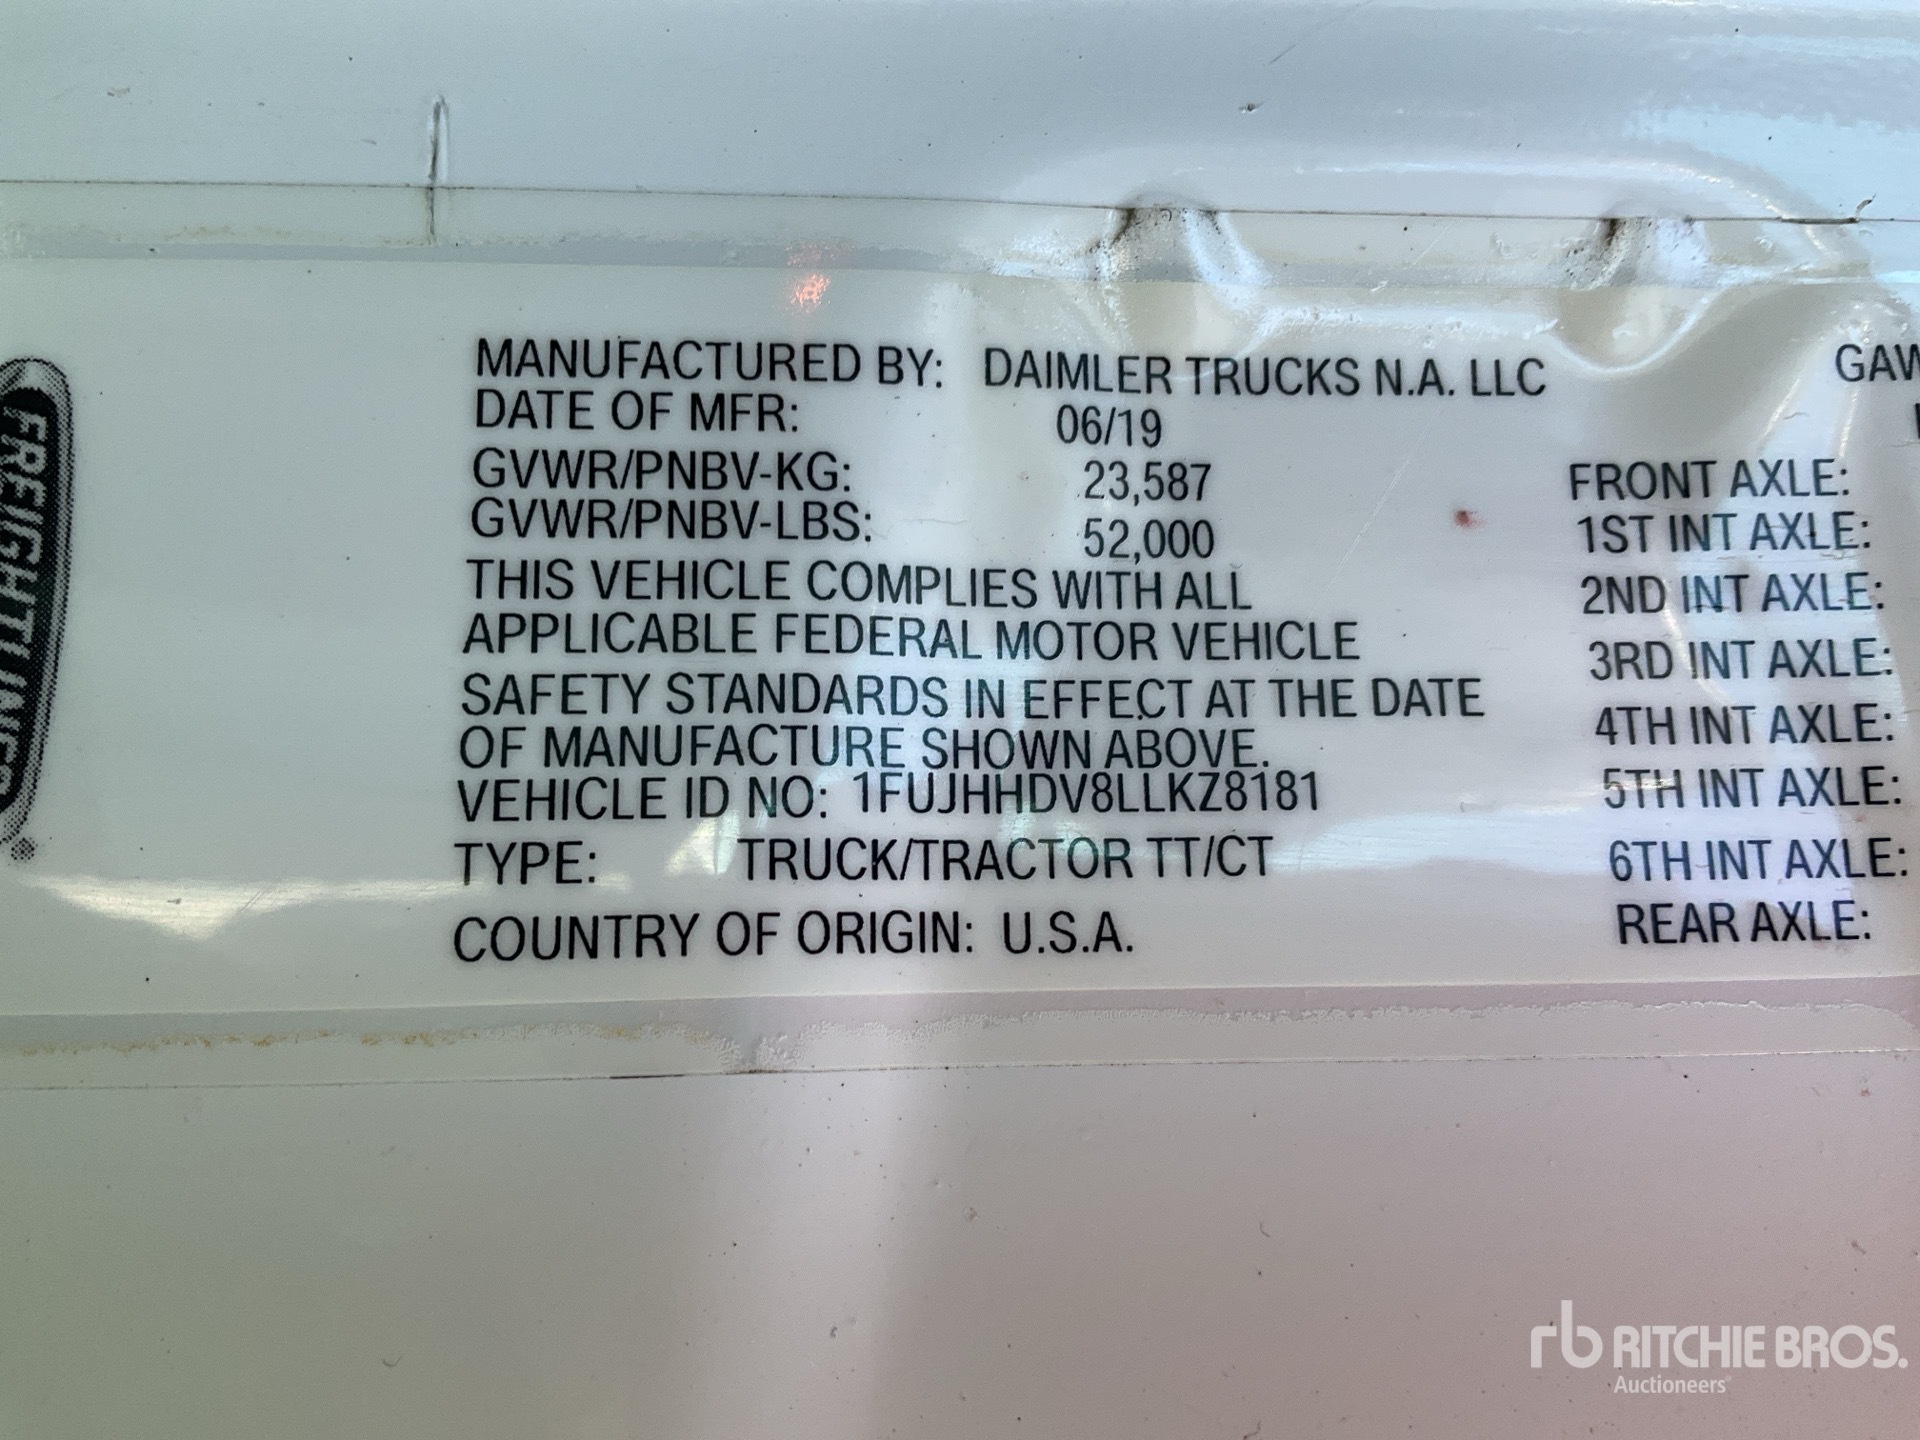 FREIGHTLINER
MANUFACTURED BY: DAIMLER TRUCKS N.A. LLC
DATE OF MFR: 06/19
GVWR/PNBV-KG: 23,587
GVWR/PNBV-LBS: 52,000
THIS VEHICLE COMPLIES WITH ALL
APPLICABLE FEDERAL MOTOR VEHICLE
SAFETY STANDARDS IN EFFECT AT THE DATE
OF MANUFACTURE SHOWN ABOVE.
VEHICLE ID NO: 1FUJHHDV8LLKZ8181
TYPE: TRUCK/TRACTOR TT/CT
COUNTRY OF ORIGIN: U.S.A.
FRONT AXLE:
1ST INT AXLE:
2ND INT AXLE:
3RD INT AXLE:
4TH INT AXLE:
5TH INT AXLE:
6TH INT AXLE:
REAR AXLE:
rb RITCHIE BROS.
Auctioneers